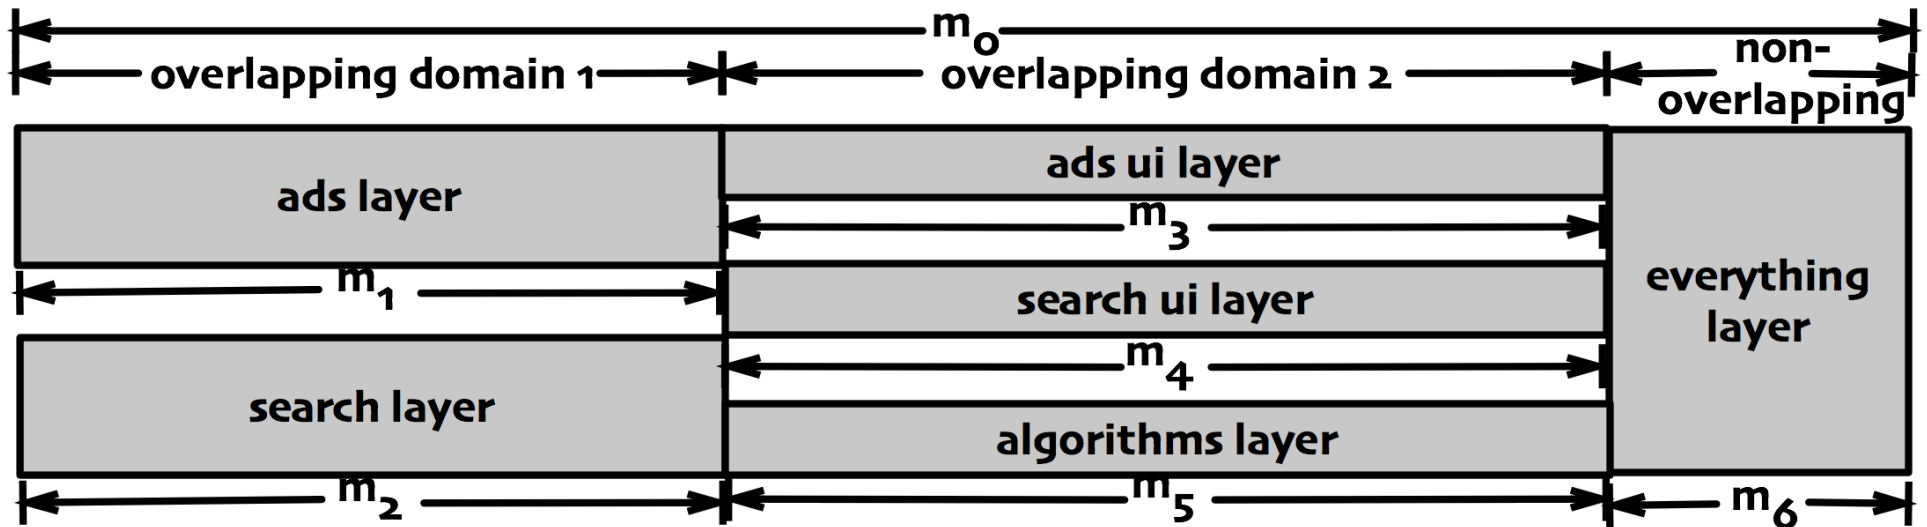 m0
overlapping domain 1
overlapping domain 2
non-
overlapping
ads layer
m1
search layer
m2
ads ui layer
m3
search ui layer
m4
algorithms layer
m5
everything
layer
m6